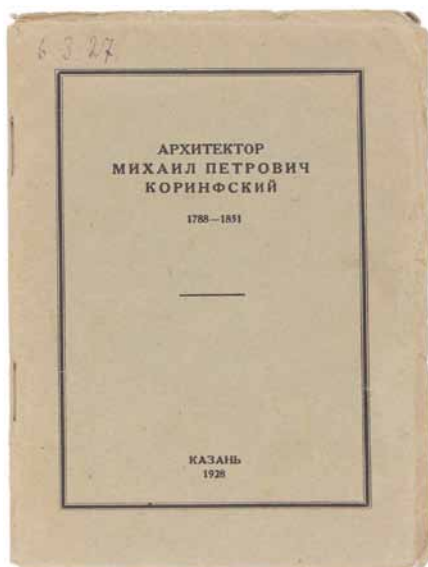 6 3 27
АРХИТЕКТОР
МИХАИЛ ПЕТРОВИЧ
КОРИНФСКИЙ
1788—1851
КАЗАНЬ
1928